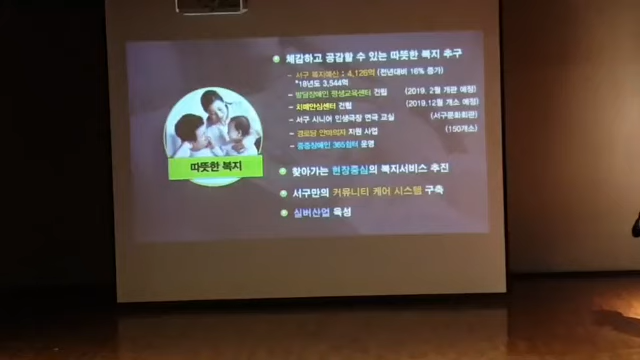 체감하고 공감할 수 있는 따뜻한 복지 추구
- 서구 복지예산 : 4,126억 (전년대비 16% 증가)
*18년도 3,544억
- 발달장애인 평생교육센터 건립 (2019. 2월 개관 예정)
- 치매안심센터 건립 (2019.12월 개소 예정)
- 서구 시니어 인생극장 연극 교실 (서구문화회관)
- 경로당 안마의자 지원 사업 (150개소)
- 중증장애인 365쉼터 운영
따뜻한 복지
찾아가는 현장중심의 복지서비스 추진
서구만의 커뮤니티 케어 시스템 구축
실버산업 육성